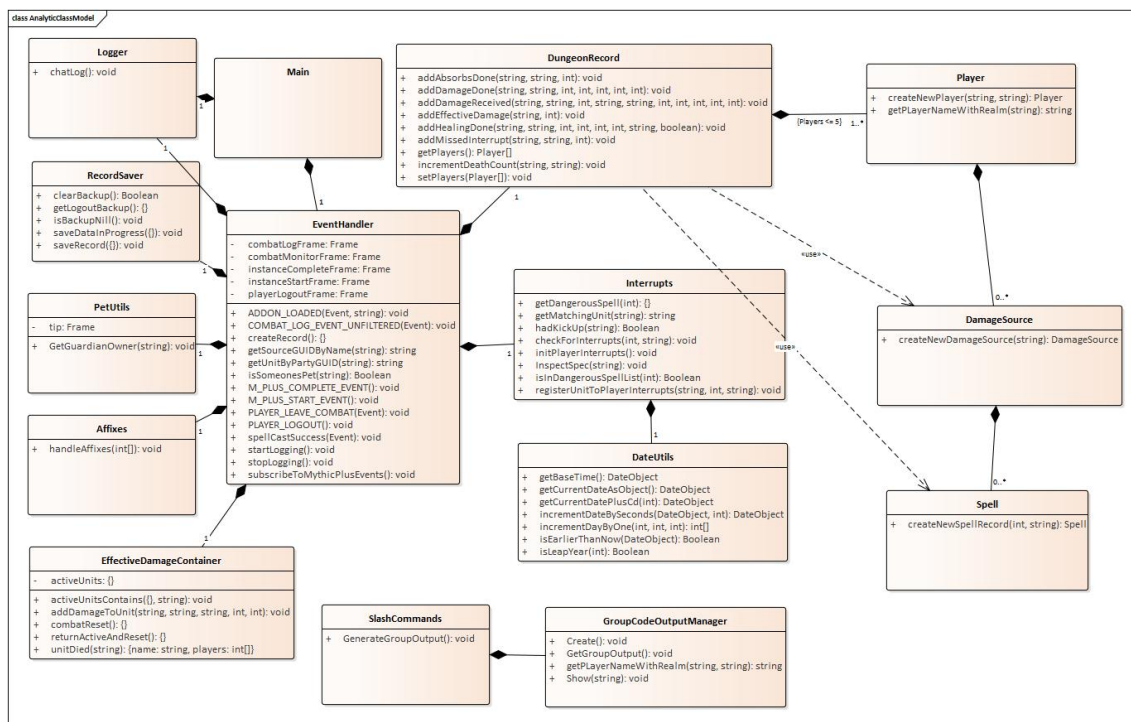 class AnalyticClassModel
Logger
+ chatLog(): void
Main
DungeonRecord
+ addAbsorbsDone(string, string, int): void
+ addDamageDone(string, string, int, int, int, int, int): void
+ addDamageReceived(string, string, int, string, string, int, int, int, int, int): void
+ addEffectiveDamage(string, int): void
+ addHealingDone(string, string, int, int, int, int, string, boolean): void
+ addMissedInterrupt(string, string, int): void
+ getPlayers(): Player[]
+ incrementDeathCount(string, string): void
+ setPlayers(Player[]): void
Player
+ createNewPlayer(string, string): Player
+ getPLayerNameWithRealm(string, string): string
{Players <= 5}
1..*
1
1
1
1
RecordSaver
+ clearBackup(): Boolean
+ getLogoutBackup(): {}
+ isBackupNill(): void
+ saveDataInProgress({}): void
+ saveRecord({}): void
1
EventHandler
- combatLogFrame: Frame
- combatMonitorFrame: Frame
- instanceCompleteFrame: Frame
- instanceStartFrame: Frame
- playerLogoutFrame: Frame
+ ADDON_LOADED(Event, string): void
+ COMBAT_LOG_EVENT_UNFILTERED(Event): void
+ createRecord(): {}
+ getSourceGUIDByName(string): string
+ getUnitByPartyGUID(string): string
+ isSomeonesPet(string): Boolean
+ M_PLUS_COMPLETE_EVENT(): void
+ M_PLUS_START_EVENT(): void
+ PLAYER_LEAVE_COMBAT(Event): void
+ PLAYER_LOGOUT(): void
+ spellCastSuccess(Event): void
+ startLogging(): void
+ stopLogging(): void
+ subscribeToMythicPlusEvents(): void
«use»
Interrupts
+ getDangerousSpell(int): {}
+ getMatchingUnit(string): string
+ hadKickUp(string): Boolean
+ checkForInterrupts(int, string): void
+ initPlayerInterrupts(): void
+ InspectSpec(string): void
+ isInDangerousSpellList(int): Boolean
+ registerUnitToPlayerInterrupts(string, int, string): void
1
«use»
0..*
PetUtils
- tip: Frame
+ GetGuardianOwner(string): void
1
DamageSource
+ createNewDamageSource(string): DamageSource
Affixes
+ handleAffixes(int[]): void
1
1
DateUtils
+ getBaseTime(): DateObject
+ getCurrentDateAsObject(): DateObject
+ getCurrentDatePlusCd(int): DateObject
+ incrementDateBySeconds(DateObject, int): DateObject
+ incrementDayByOne(int, int, int): int[]
+ isEarlierThanNow(DateObject): Boolean
+ isLeapYear(int): Boolean
0..*
Spell
+ createNewSpellRecord(int, string): Spell
1
EffectiveDamageContainer
- activeUnits: {}
+ activeUnitsContains({}, string): void
+ addDamageToUnit(string, string, string, int, int): void
+ combatReset(): {}
+ returnActiveAndReset(): {}
+ unitDied(string): {name: string, players: int[]}
SlashCommands
+ GenerateGroupOutput(): void
GroupCodeOutputManager
+ Create(): void
+ GetGroupOutput(): void
+ getPLayerNameWithRealm(string, string): string
+ Show(string): void